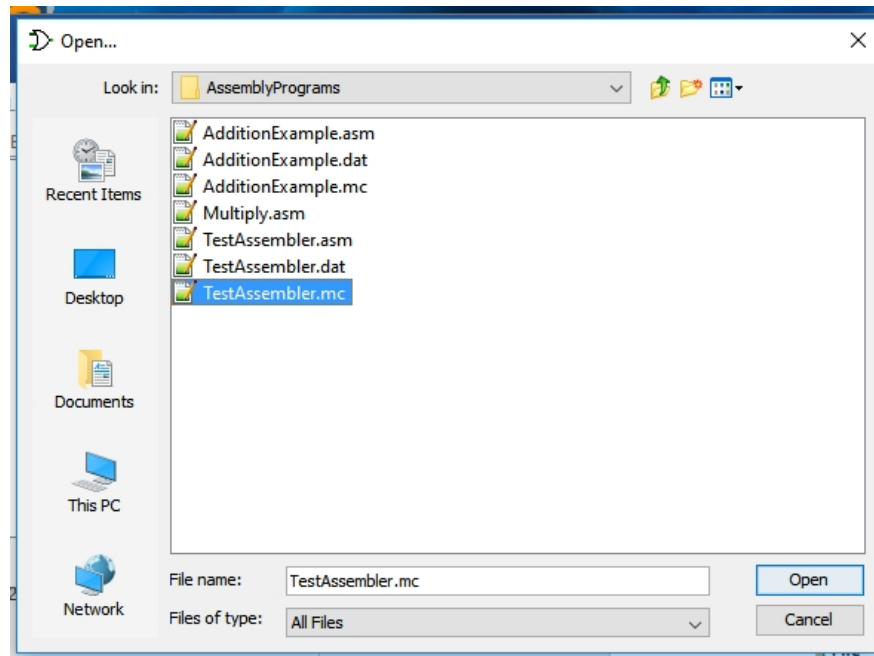 Open...
Look in: AssemblyPrograms
Recent Items
Desktop
Documents
This PC
Network
AdditionExample.asm
AdditionExample.dat
AdditionExample.mc
Multiply.asm
TestAssembler.asm
TestAssembler.dat
TestAssembler.mc
File name: TestAssembler.mc Open
Files of type: All Files Cancel